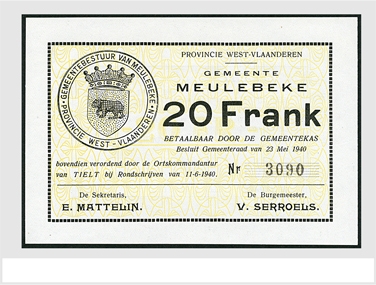 PROVINCIE WEST-VLAANDEREN
GEMEENTE
MEULEBEKE
20 Frank
BETAALBAAR DOOR DE GEMEENTEKAS
Besluit Gemeenteraad van 23 Mei 1940
GEMEENTEBESTUUR VAN MEULEBEKE
PROVINCIE WEST-VLAANDEREN
bovendien verordend door de Ortskommandantur
van TIELT bij Rondschrijven van 11-6-1940.
Nr 3090
De Sekretaris,
E. MATTELIN.
De Burgemeester,
V. SERROELS.